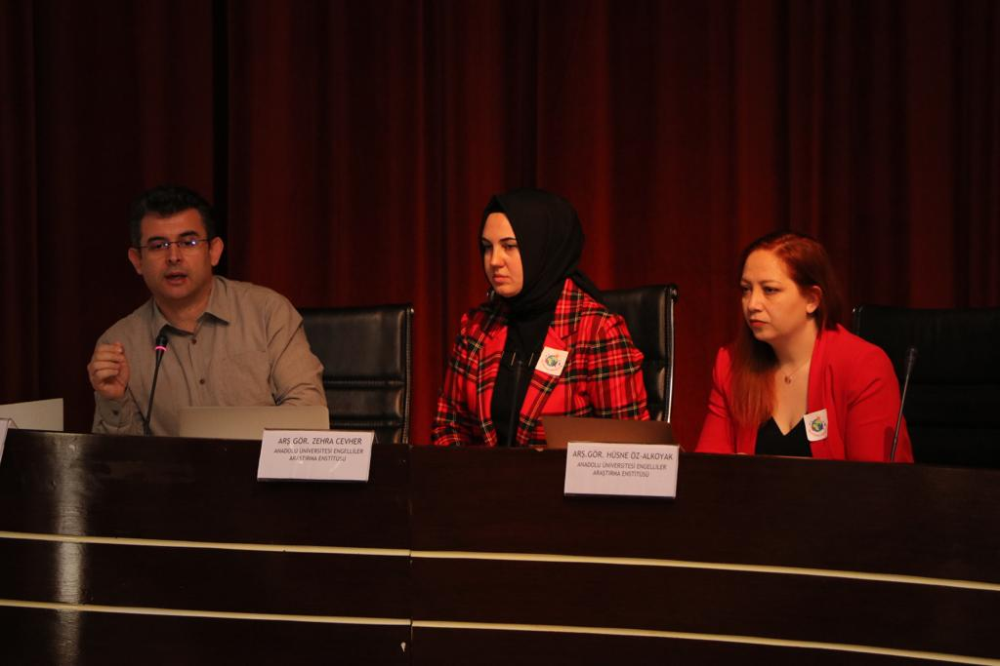 ARŞ GÖR. ZEHRA CEVHER
ANADOLU ÜNİVERSİTESİ ENGELLİLER
ARAŞTIRMA ENSTİTÜSÜ
ARŞ.GÖR. HÜSNE ÖZ-ALKOYAK
ANADOLU ÜNİVERSİTESİ ENGELLİLER
ARAŞTIRMA ENSTİTÜSÜ